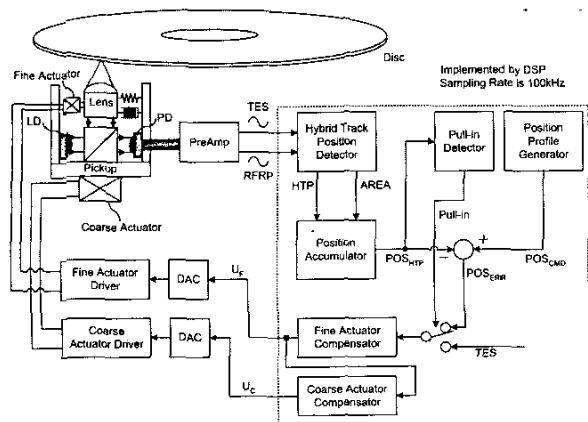 Disc
Fine Actuator
Lens
LD
PD
Pickup
Coarse Actuator
PreAmp
TES
RFRP
Implemented by DSP
Sampling Rate is 100kHz
Hybrid Track
Position
Detector
Pull-in
Detector
Position
Profile
Generator
HTP
AREA
Pull-in
Position
Accumulator
POS_HTP
−
+
POS_ERR
POS_CMD
Fine Actuator
Driver
DAC
U_F
Fine Actuator
Compensator
TES
Coarse
Actuator Driver
DAC
U_C
Coarse Actuator
Compensator